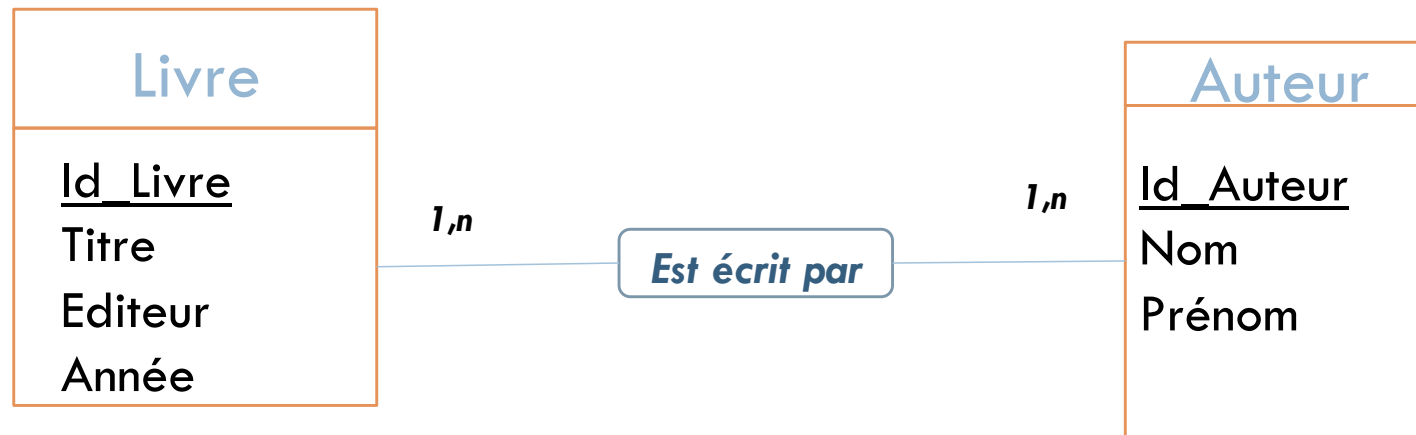 Livre
Id_Livre
Titre
Editeur
Année
1,n
Est écrit par
1,n
Auteur
Id_Auteur
Nom
Prénom